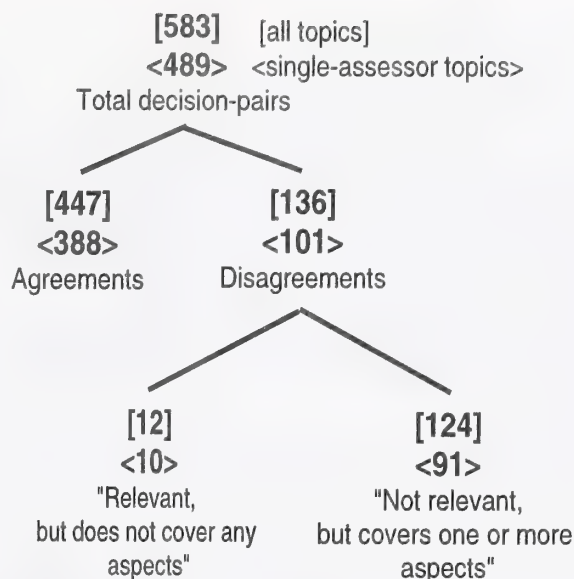 [583] [all topics]
<489> <single-assessor topics>
Total decision-pairs
[447] [136]
<388> <101>
Agreements Disagreements
[12] [124]
<10> <91>
"Relevant, "Not relevant,
but does not cover any but covers one or more
aspects" aspects"